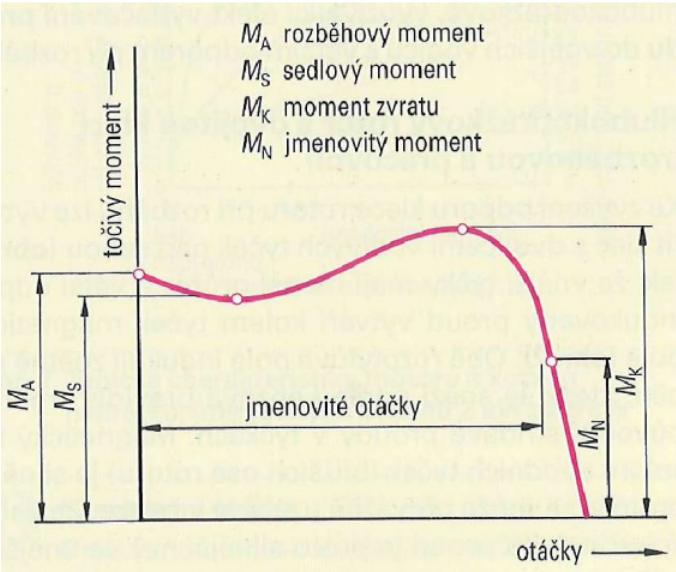 M_A rozběhový moment
M_S sedlový moment
M_K moment zvratu
M_N jmenovitý moment
točivý moment
M_A
M_S
jmenovité otáčky
M_N
M_K
otáčky